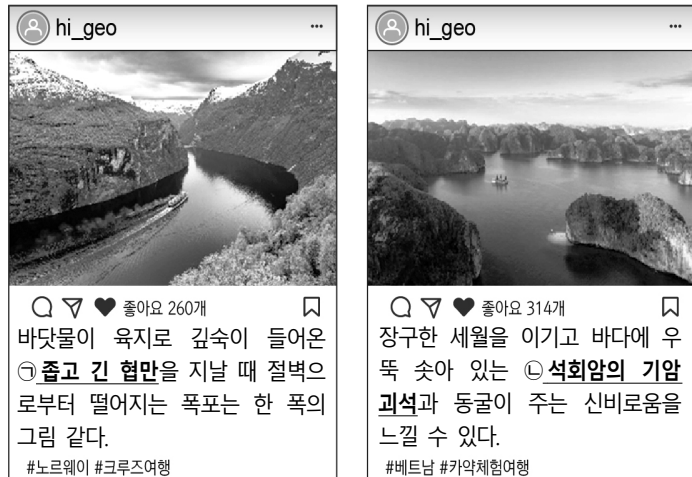 hi_geo ···
좋아요 260개
바닷물이 육지로 깊숙이 들어온
㉠좁고 긴 협만을 지날 때 절벽으
로부터 떨어지는 폭포는 한 폭의
그림 같다.
#노르웨이 #크루즈여행
hi_geo ···
좋아요 314개
장구한 세월을 이기고 바다에 우
뚝 솟아 있는 ㉡석회암의 기암
괴석과 동굴이 주는 신비로움을
느낄 수 있다.
#베트남 #카약체험여행